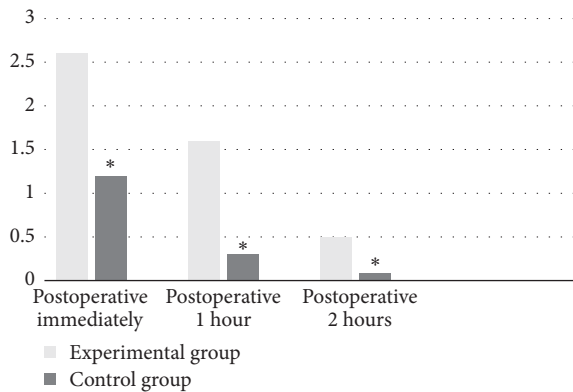 3
2.5
2
1.5
1
0.5
0
*
*
*
Postoperative
immediately
Postoperative
1 hour
Postoperative
2 hours
Experimental group
Control group